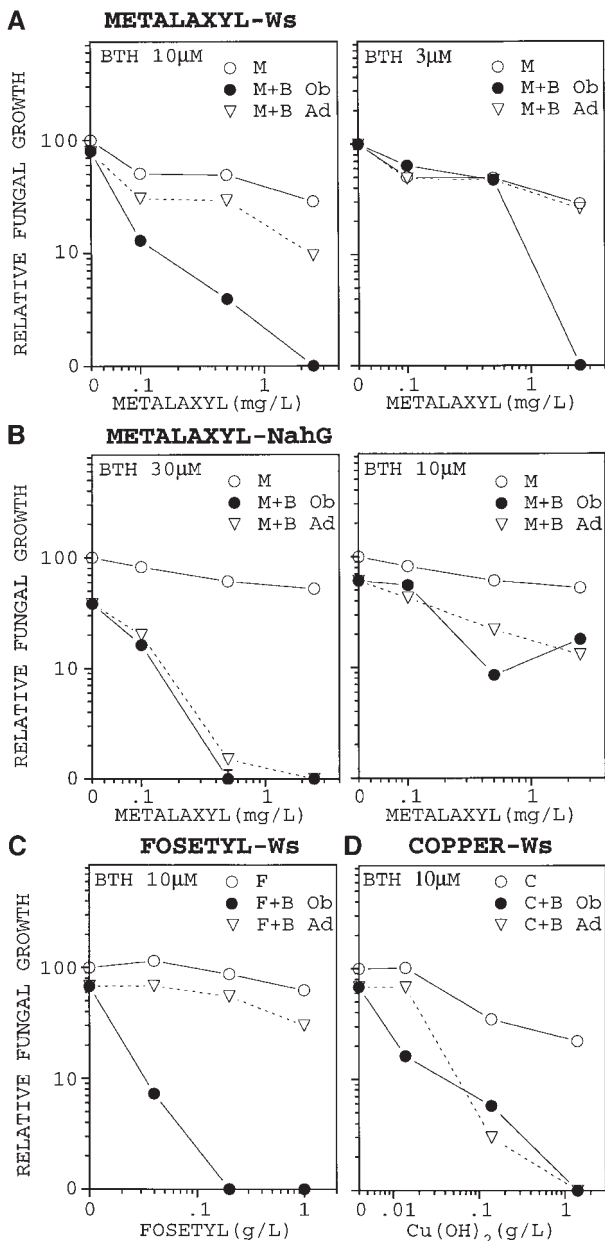 A METALAXYL-Ws
BTH 10μM
M
M+B Ob
M+B Ad
BTH 3μM
M
M+B Ob
M+B Ad
RELATIVE FUNGAL GROWTH
100
10
0
0 .1 1
METALAXYL(mg/L)
0 .1 1
METALAXYL(mg/L)
B METALAXYL-NahG
BTH 30μM
M
M+B Ob
M+B Ad
BTH 10μM
M
M+B Ob
M+B Ad
RELATIVE FUNGAL GROWTH
100
10
0
0 .1 1
METALAXYL(mg/L)
0 .1 1
METALAXYL(mg/L)
C FOSETYL-Ws
BTH 10μM
F
F+B Ob
F+B Ad
D COPPER-Ws
BTH 10μM
C
C+B Ob
C+B Ad
RELATIVE FUNGAL GROWTH
100
10
0
0 .1 1
FOSETYL(g/L)
0 .01 .1 1
Cu(OH)₂(g/L)